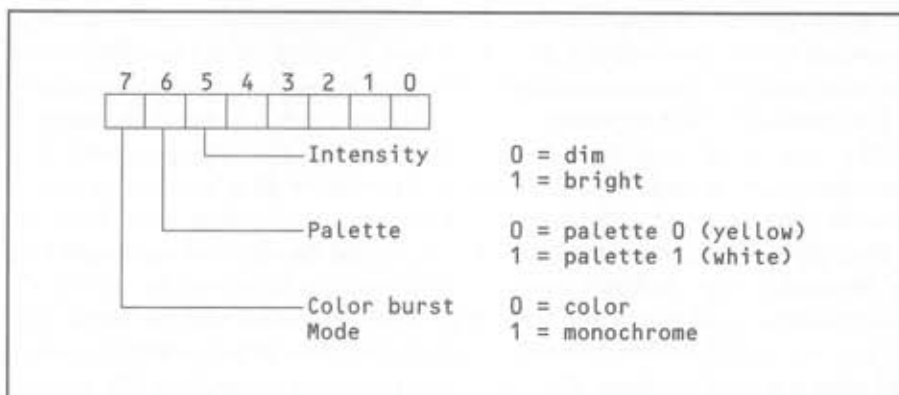 7 6 5 4 3 2 1 0
Intensity 0 = dim
1 = bright
Palette 0 = palette 0 (yellow)
1 = palette 1 (white)
Color burst 0 = color
Mode 1 = monochrome